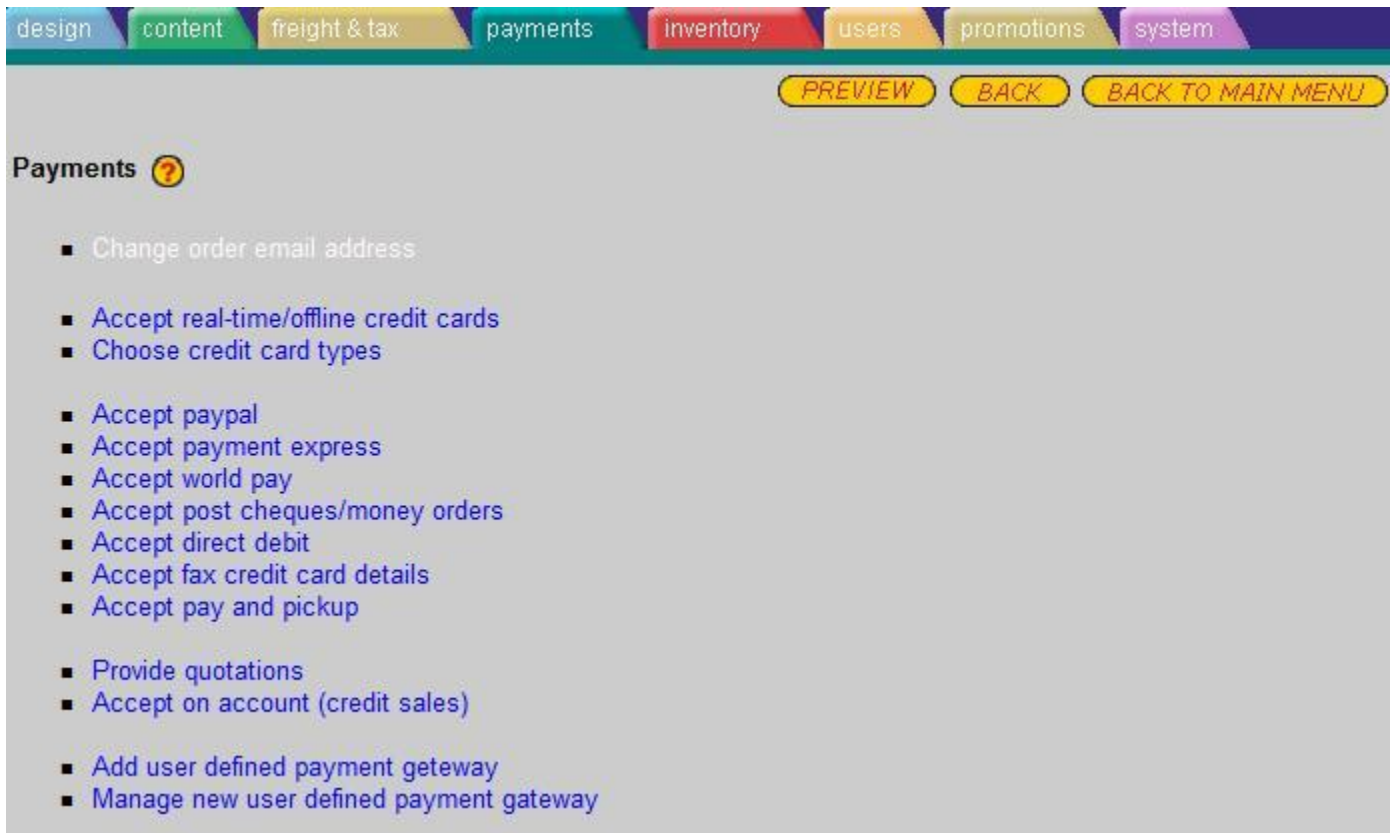 design content freight & tax payments inventory users promotions system
PREVIEW BACK BACK TO MAIN MENU
Payments ?
Change order email address
Accept real-time/offline credit cards
Choose credit card types
Accept paypal
Accept payment express
Accept world pay
Accept post cheques/money orders
Accept direct debit
Accept fax credit card details
Accept pay and pickup
Provide quotations
Accept on account (credit sales)
Add user defined payment geteway
Manage new user defined payment gateway